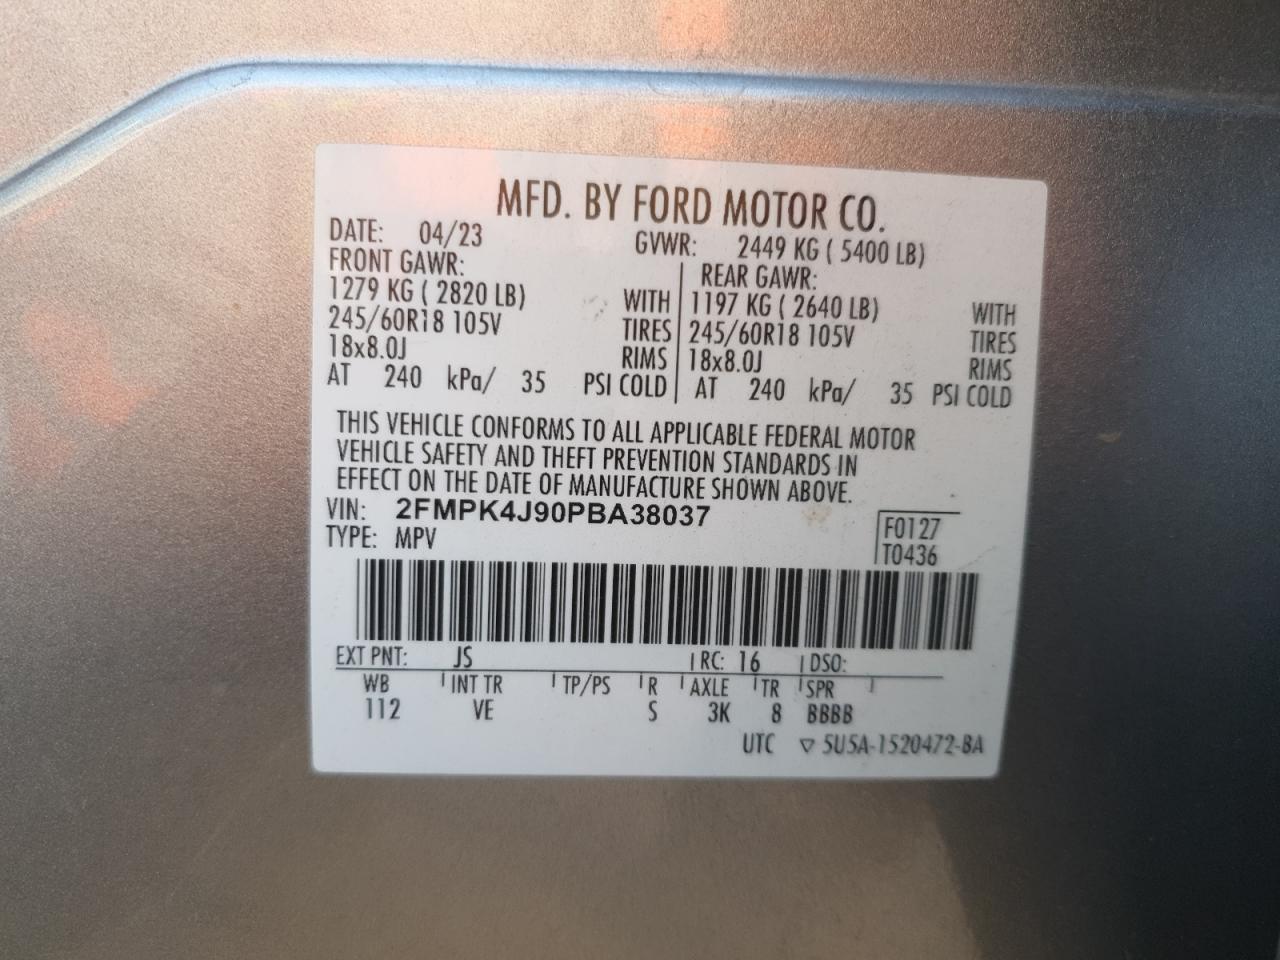 MFD. BY FORD MOTOR CO.
DATE: 04/23 GVWR: 2449 KG ( 5400 LB)
FRONT GAWR: REAR GAWR:
1279 KG ( 2820 LB) WITH 1197 KG ( 2640 LB) WITH
245/60R18 105V TIRES 245/60R18 105V TIRES
18x8.0J RIMS 18x8.0J RIMS
AT 240 kPa/ 35 PSI COLD AT 240 kPa/ 35 PSI COLD
THIS VEHICLE CONFORMS TO ALL APPLICABLE FEDERAL MOTOR
VEHICLE SAFETY AND THEFT PREVENTION STANDARDS IN
EFFECT ON THE DATE OF MANUFACTURE SHOWN ABOVE.
VIN: 2FMPK4J90PBA38037
F0127
TYPE: MPV
T0436
EXT PNT: JS RC: 16 DSO:
WB INT TR TP/PS R AXLE TR SPR
112 VE S 3K 8 BBBB
UTC ▽ 5U5A-1520472-BA